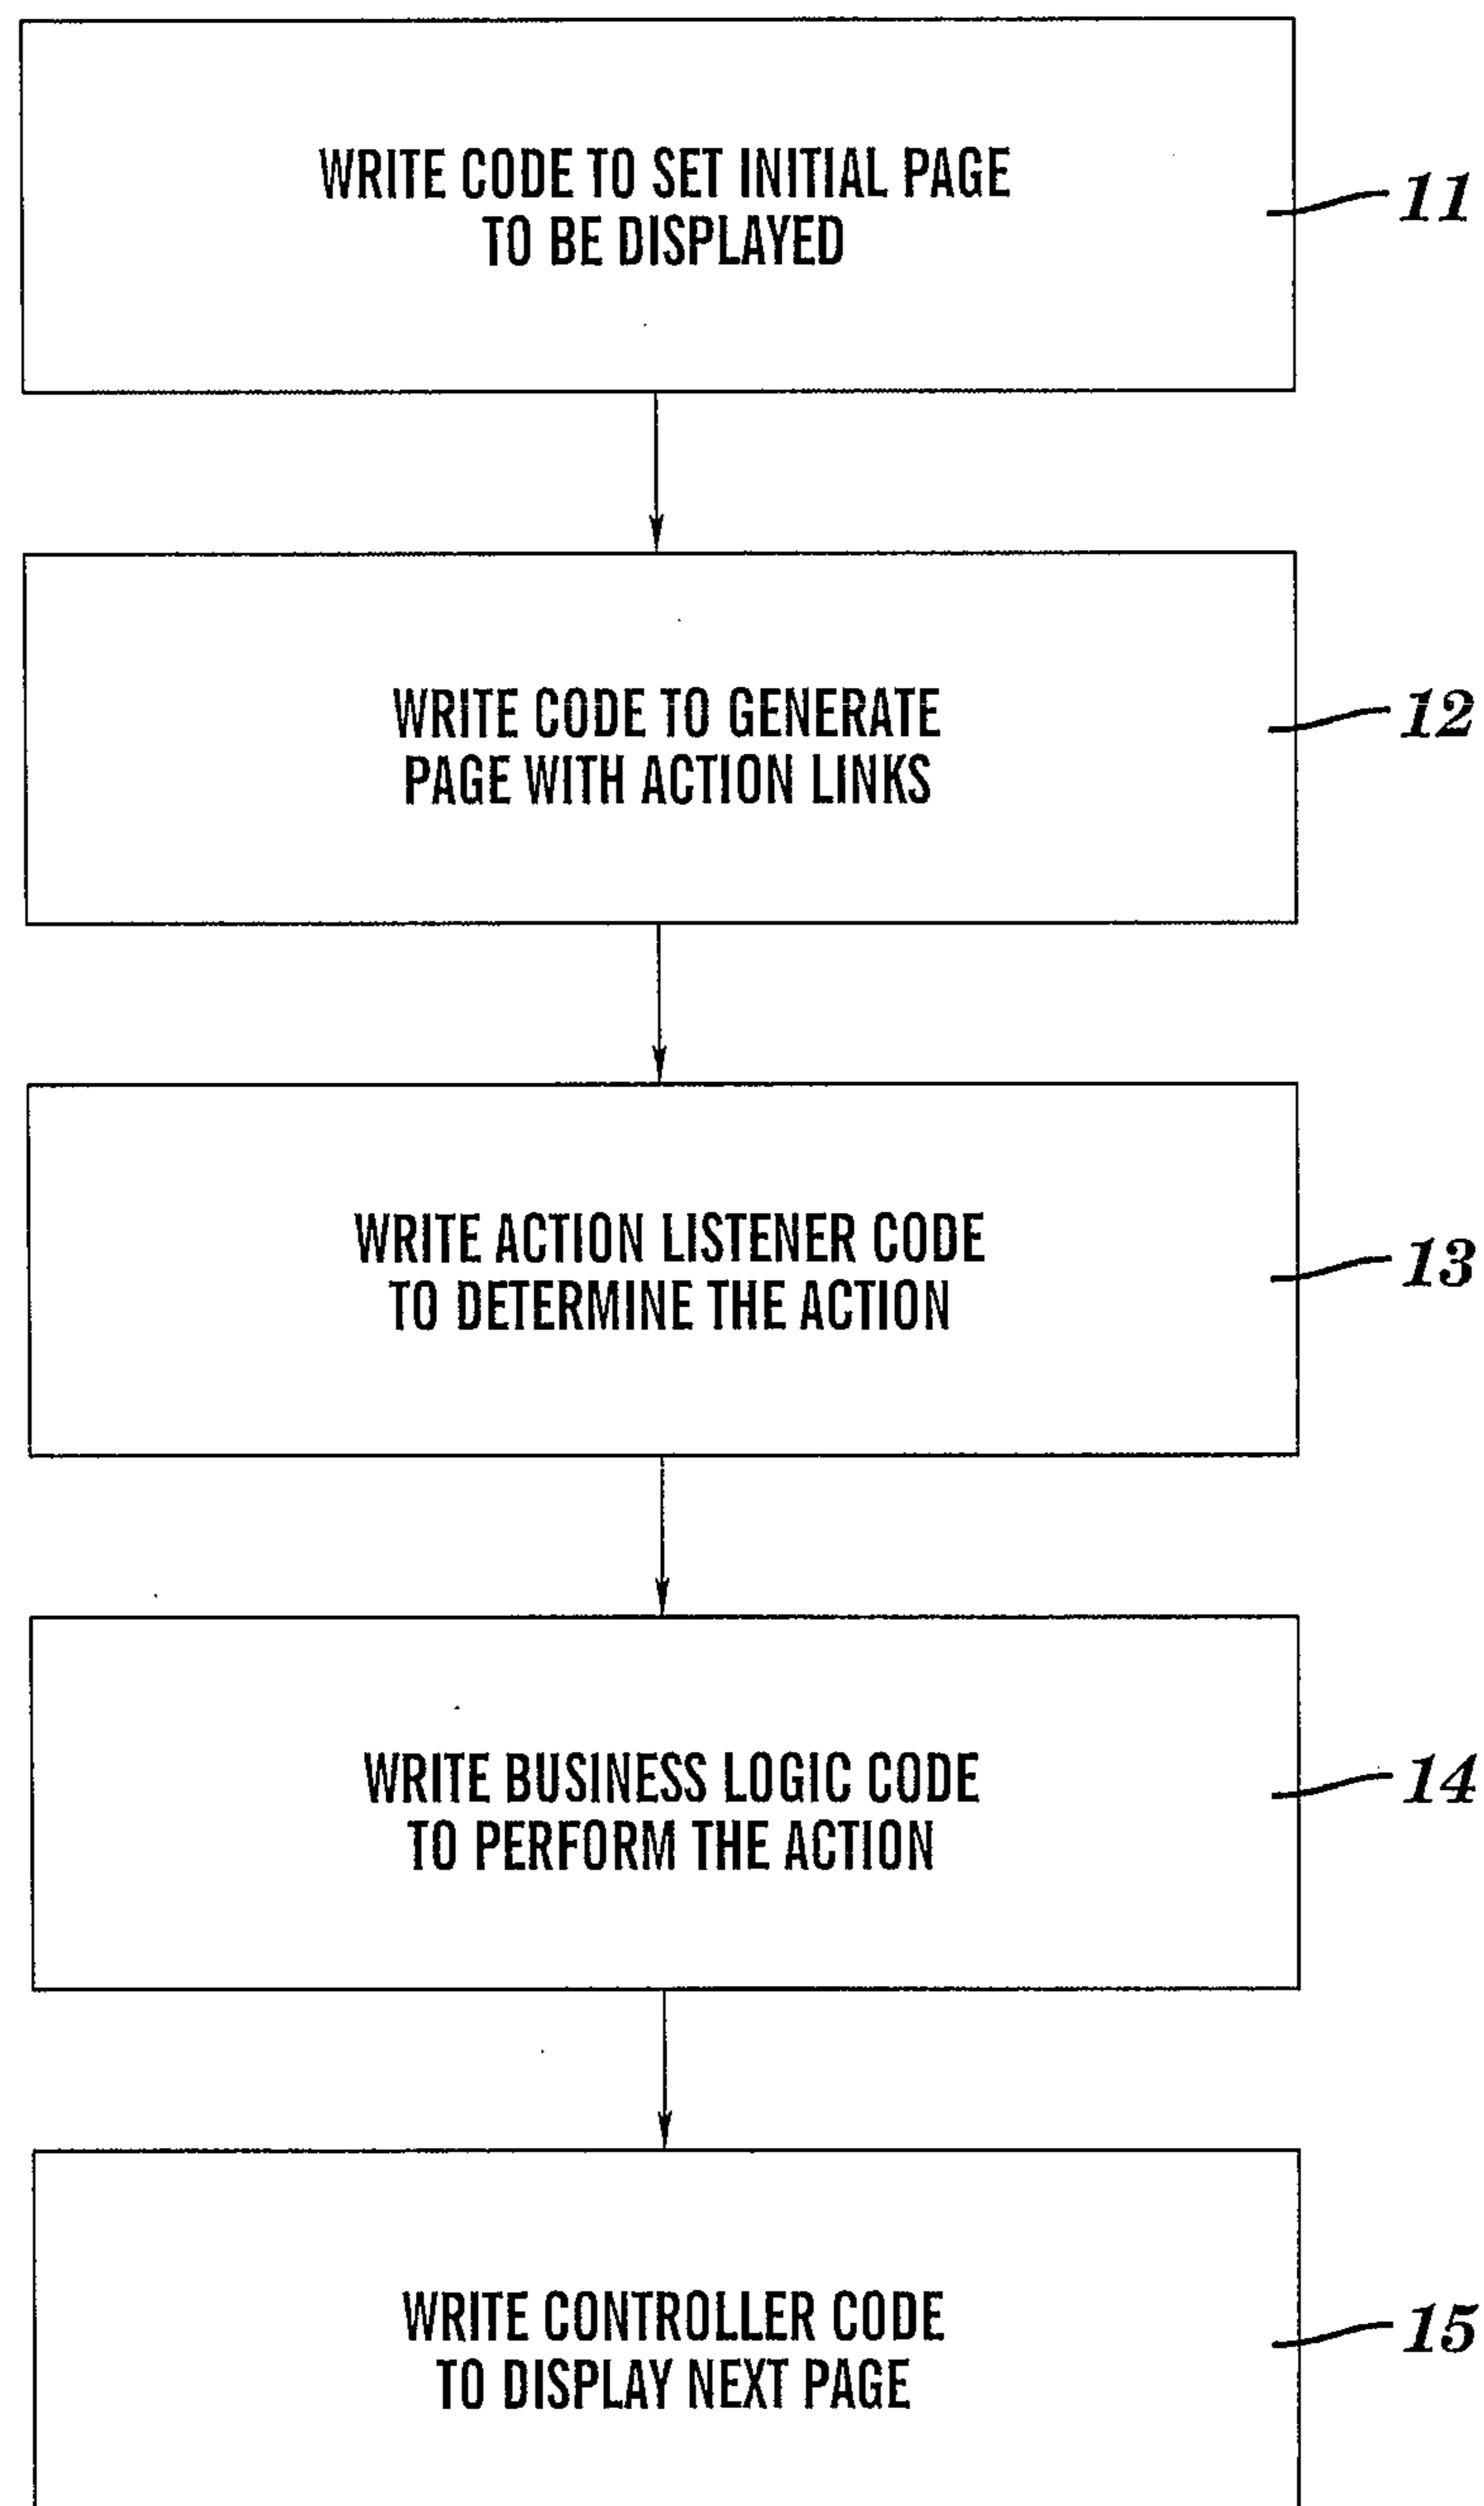 WRITE CODE TO SET INITIAL PAGE
TO BE DISPLAYED
11
WRITE CODE TO GENERATE
PAGE WITH ACTION LINKS
12
WRITE ACTION LISTENER CODE
TO DETERMINE THE ACTION
13
WRITE BUSINESS LOGIC CODE
TO PERFORM THE ACTION
14
WRITE CONTROLLER CODE
TO DISPLAY NEXT PAGE
15